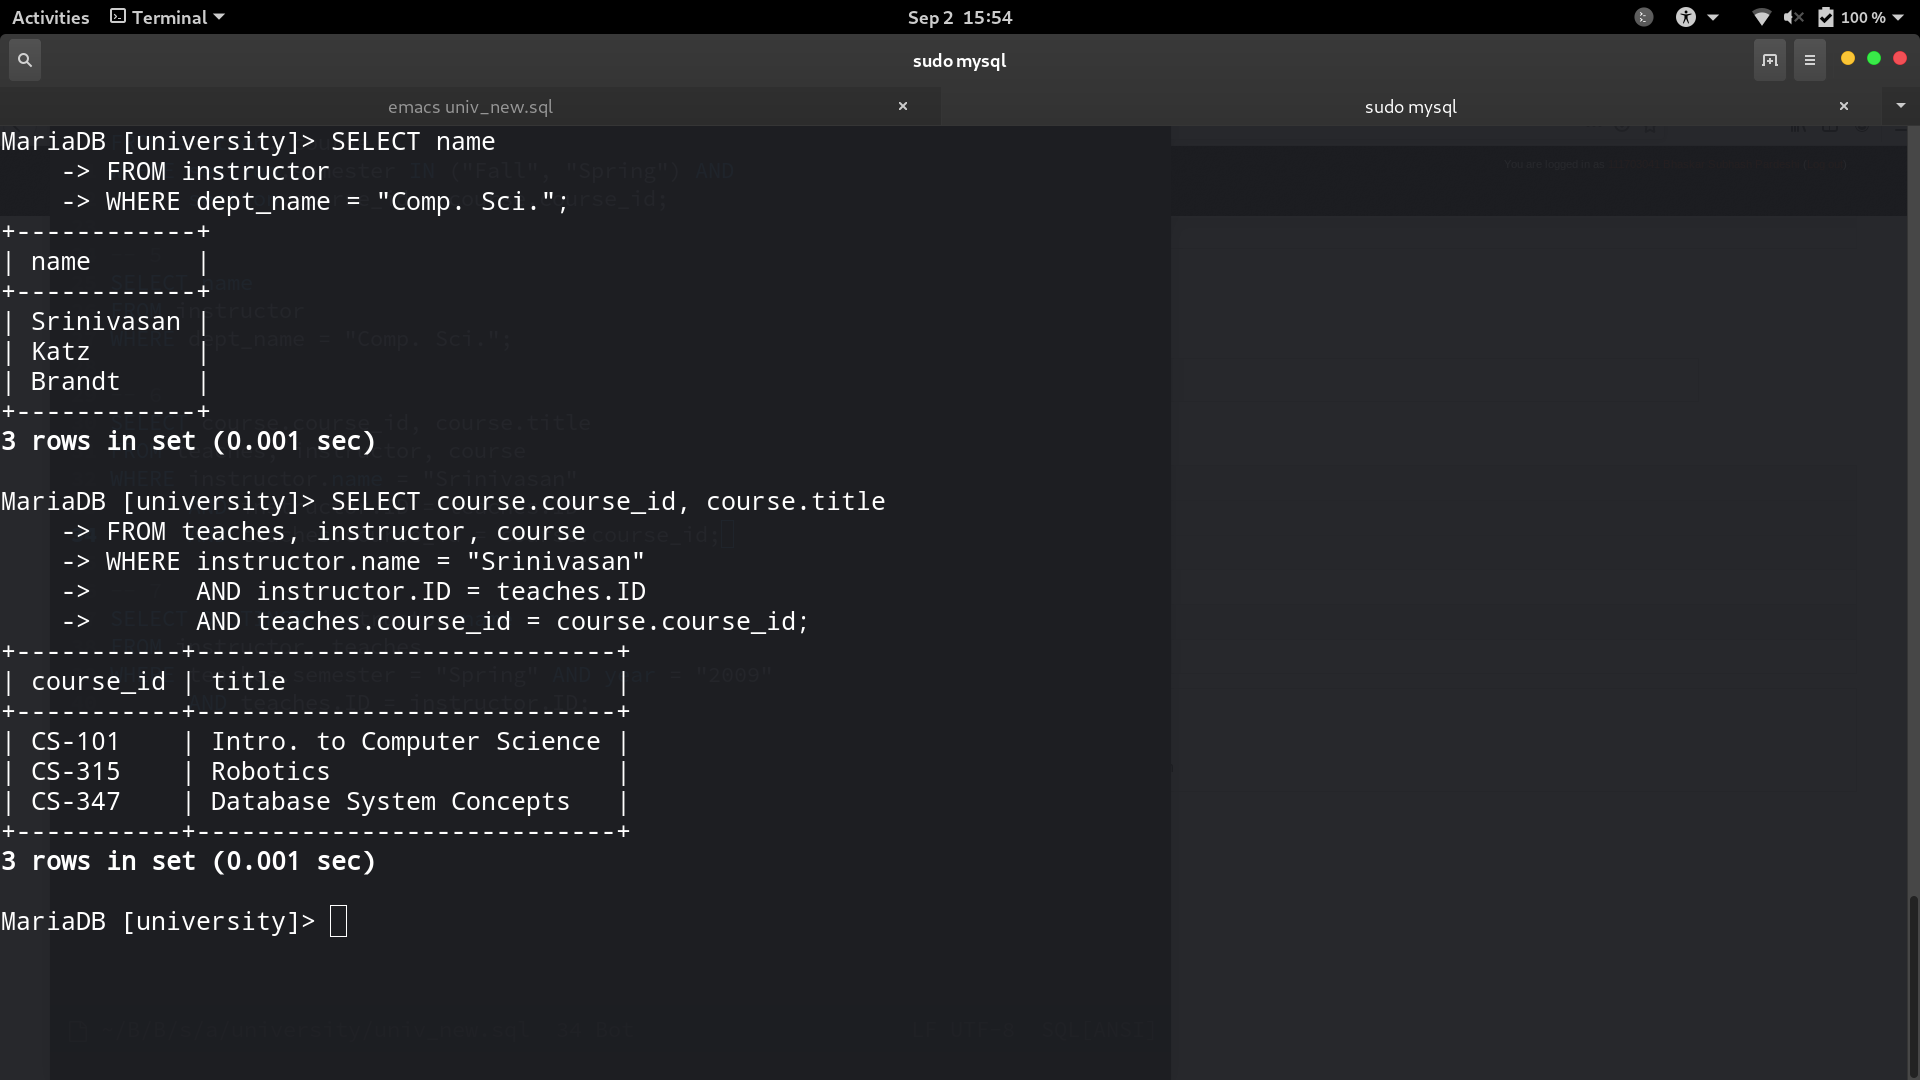 Activities Terminal Sep 2 15:54 100 %
sudo mysql
emacs univ_new.sql × sudo mysql ×
MariaDB [university]> SELECT name
    -> FROM instructor
    -> WHERE dept_name = "Comp. Sci.";
+------------+
| name       |
+------------+
| Srinivasan |
| Katz       |
| Brandt     |
+------------+
3 rows in set (0.001 sec)

MariaDB [university]> SELECT course.course_id, course.title
    -> FROM teaches, instructor, course
    -> WHERE instructor.name = "Srinivasan"
    ->       AND instructor.ID = teaches.ID
    ->       AND teaches.course_id = course.course_id;
+-----------+----------------------------+
| course_id | title                      |
+-----------+----------------------------+
| CS-101    | Intro. to Computer Science |
| CS-315    | Robotics                   |
| CS-347    | Database System Concepts   |
+-----------+----------------------------+
3 rows in set (0.001 sec)

MariaDB [university]>